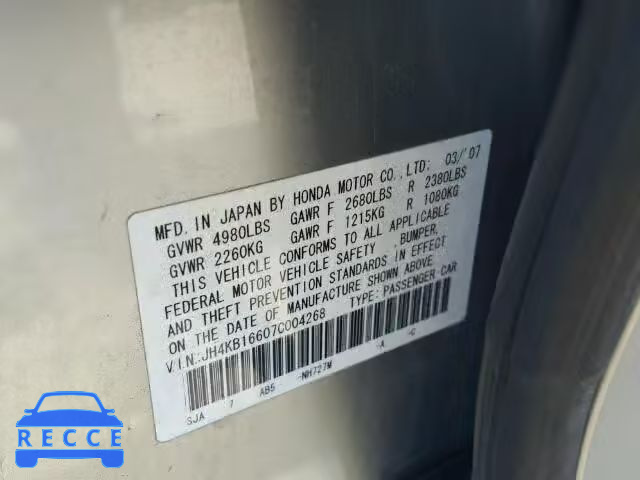 MFD. IN JAPAN BY HONDA MOTOR CO.,LTD. 03/'07
GVWR 4980LBS GAWR F 2680LBS R 2380LBS
GVWR 2260KG GAWR F 1215KG R 1080KG
THIS VEHICLE CONFORMS TO ALL APPLICABLE
FEDERAL MOTOR VEHICLE SAFETY ,BUMPER,
AND THEFT PREVENTION STANDARDS IN EFFECT
ON THE DATE OF MANUFACTURE SHOWN ABOVE
V.I.N:JH4KB16607C004268 TYPE:PASSENGER CAR
SJA 7 AB5 -NH727M -A -C
RECCE